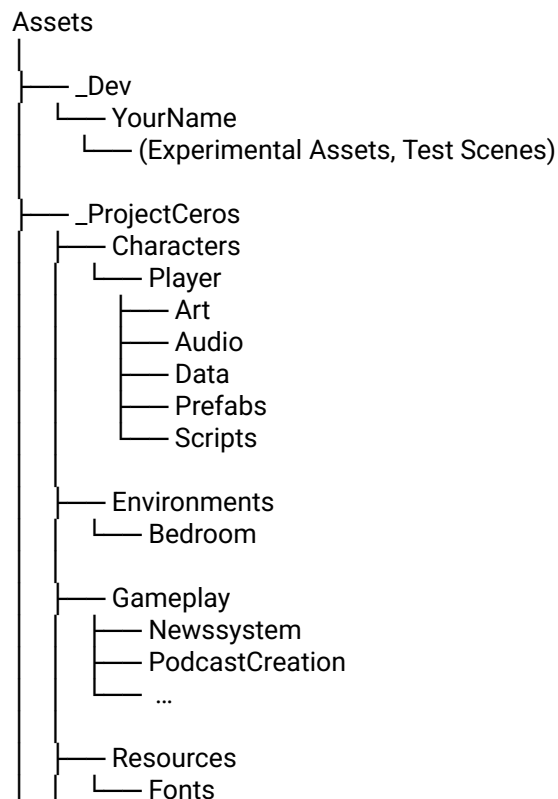 Assets
_Dev
YourName
(Experimental Assets, Test Scenes)
_ProjectCeros
Characters
Player
Art
Audio
Data
Prefabs
Scripts
Environments
Bedroom
Gameplay
Newssystem
PodcastCreation
...
Resources
Fonts